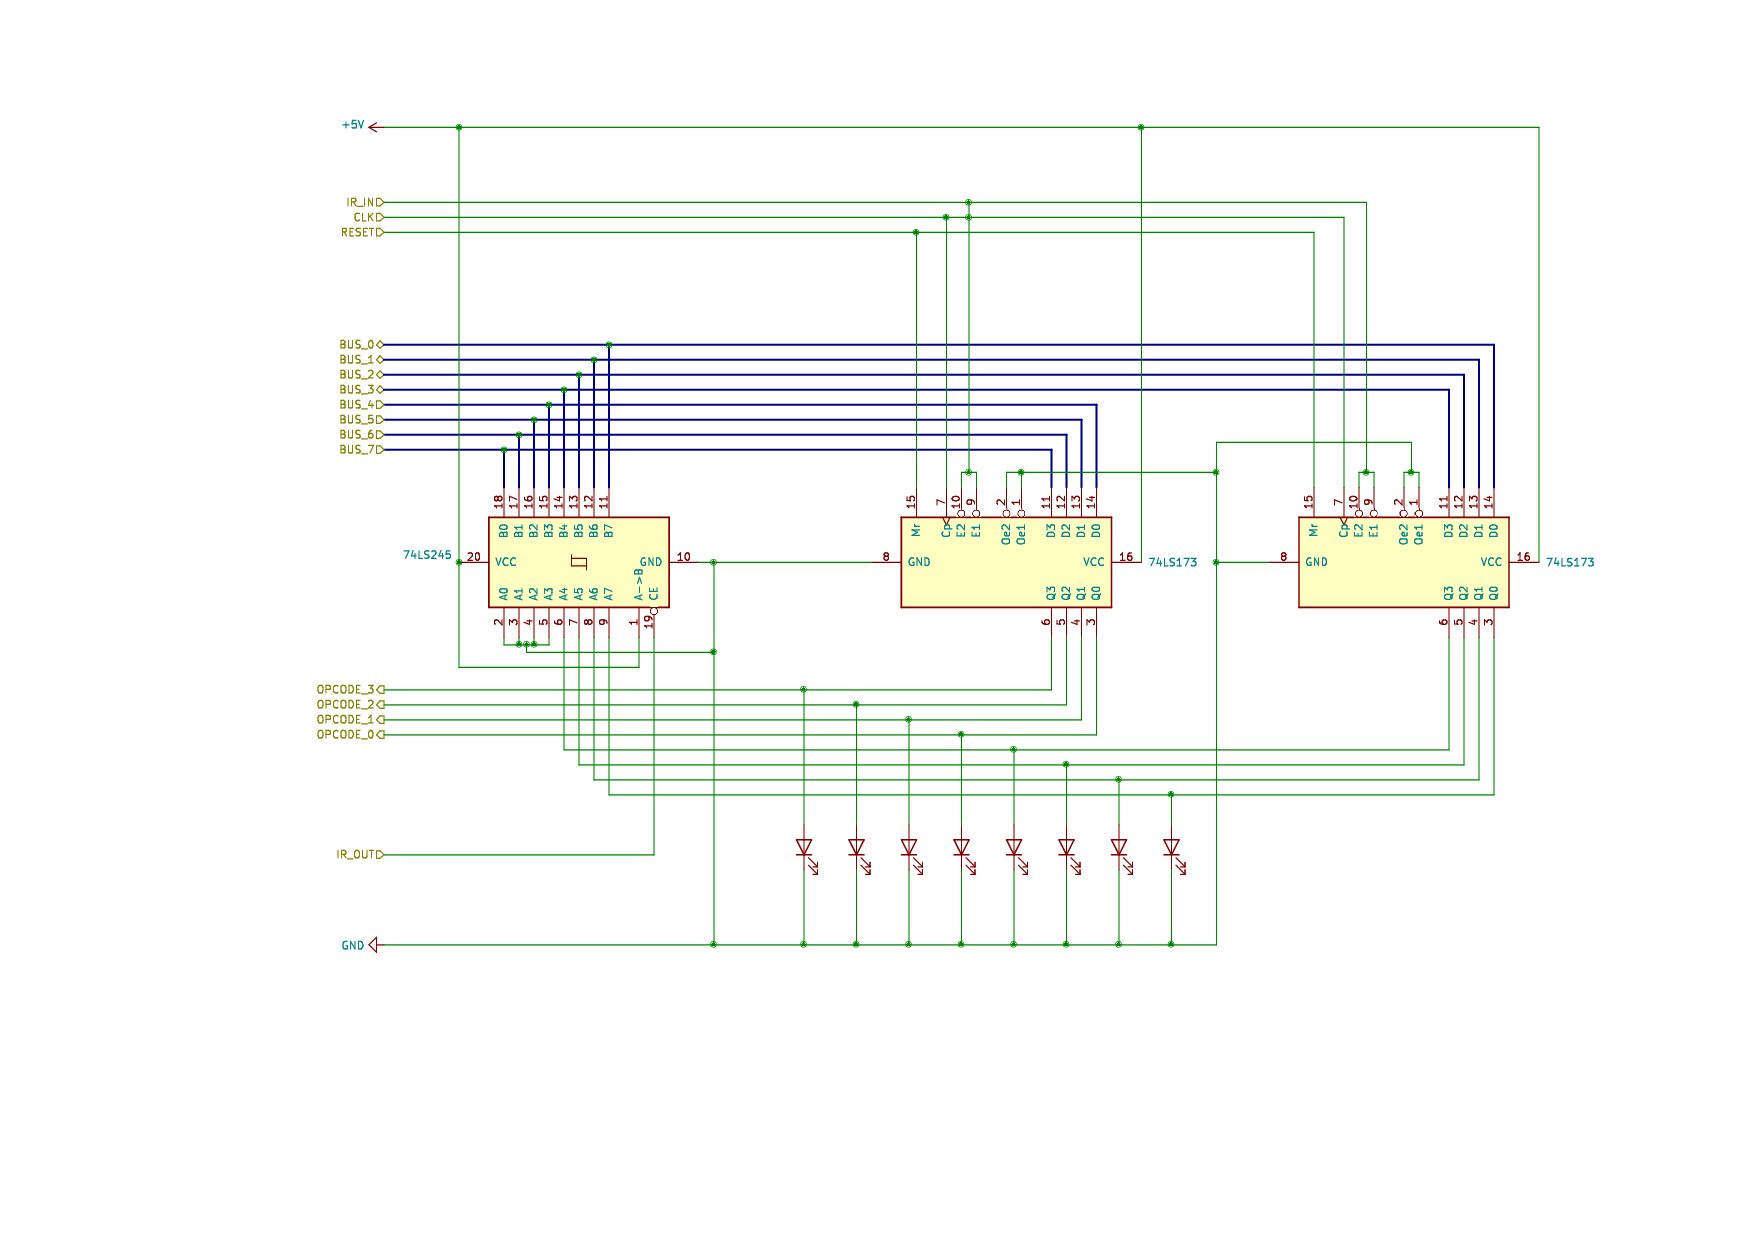 +5V
IR_IN
CLK
RESET
BUS_0
BUS_1
BUS_2
BUS_3
BUS_4
BUS_5
BUS_6
BUS_7
18 17 16 15 14 13 12 11
15 7 10 9 2 1 11 12 13 14
15 7 10 9 2 1 11 12 13 14
B0 B1 B2 B3 B4 B5 B6 B7
Mr Cp E2 E1 Oe2 Oe1 D3 D2 D1 D0
Mr Cp E2 E1 Oe2 Oe1 D3 D2 D1 D0
74LS245 20 VCC GND 10
8 GND VCC 16 74LS173
8 GND VCC 16 74LS173
A0 A1 A2 A3 A4 A5 A6 A7 A->B CE
Q3 Q2 Q1 Q0
Q3 Q2 Q1 Q0
2 3 4 5 6 7 8 9 1 19
6 5 4 3
6 5 4 3
OPCODE_3
OPCODE_2
OPCODE_1
OPCODE_0
IR_OUT
GND